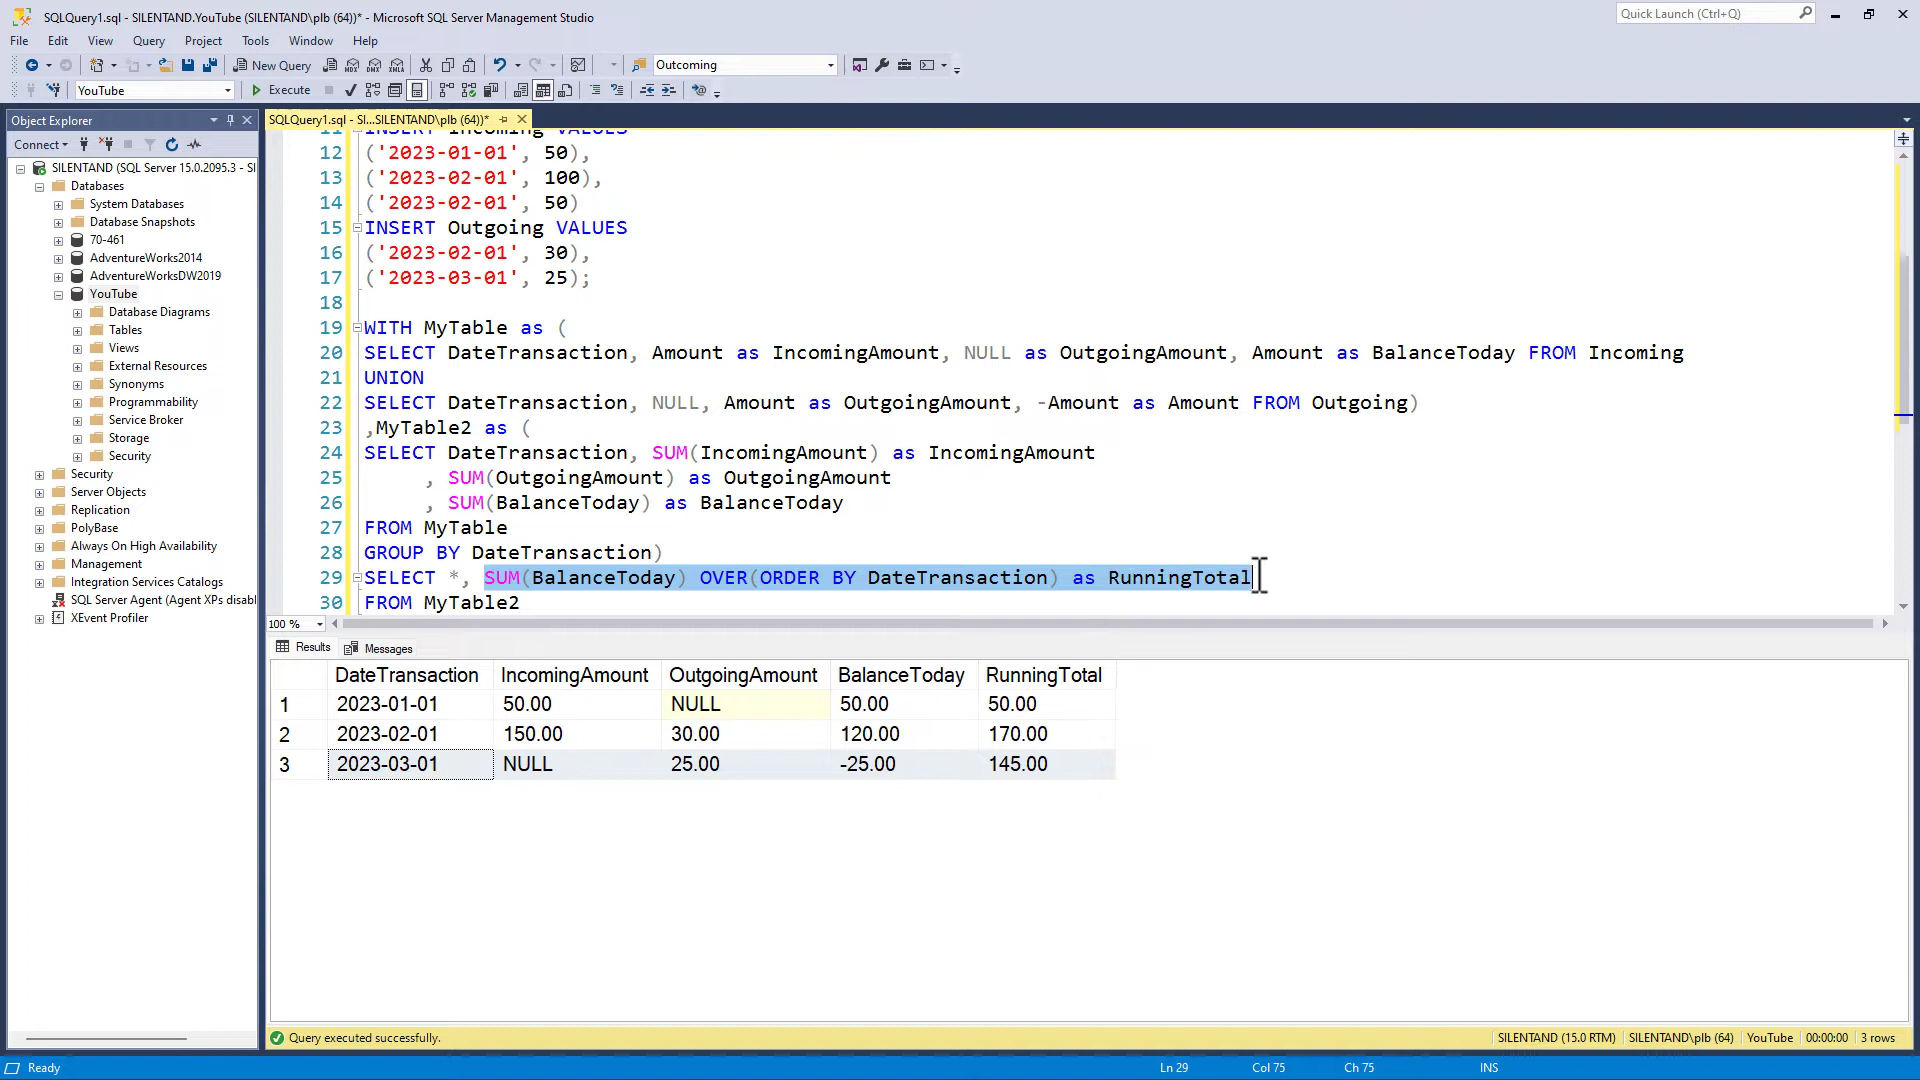 SQLQuery1.sql - SILENTAND.YouTube (SILENTAND\plb (64))* - Microsoft SQL Server Management Studio
Quick Launch (Ctrl+Q)
File Edit View Query Project Tools Window Help
New Query
Outcoming
YouTube
Execute
Object Explorer
SQLQuery1.sql - SI...SILENTAND\plb (64))*
Connect
SILENTAND (SQL Server 15.0.2095.3 - SI
Databases
System Databases
Database Snapshots
70-461
AdventureWorks2014
AdventureWorksDW2019
YouTube
Database Diagrams
Tables
Views
External Resources
Synonyms
Programmability
Service Broker
Storage
Security
Security
Server Objects
Replication
PolyBase
Always On High Availability
Management
Integration Services Catalogs
SQL Server Agent (Agent XPs disabl
XEvent Profiler
11 INSERT Incoming VALUES
12 ('2023-01-01', 50),
13 ('2023-02-01', 100),
14 ('2023-02-01', 50)
15 INSERT Outgoing VALUES
16 ('2023-02-01', 30),
17 ('2023-03-01', 25);
18
19 WITH MyTable as (
20 SELECT DateTransaction, Amount as IncomingAmount, NULL as OutgoingAmount, Amount as BalanceToday FROM Incoming
21 UNION
22 SELECT DateTransaction, NULL, Amount as OutgoingAmount, -Amount as Amount FROM Outgoing)
23 ,MyTable2 as (
24 SELECT DateTransaction, SUM(IncomingAmount) as IncomingAmount
25 , SUM(OutgoingAmount) as OutgoingAmount
26 , SUM(BalanceToday) as BalanceToday
27 FROM MyTable
28 GROUP BY DateTransaction)
29 SELECT *, SUM(BalanceToday) OVER(ORDER BY DateTransaction) as RunningTotal
30 FROM MyTable2
100 %
Results Messages
DateTransaction IncomingAmount OutgoingAmount BalanceToday RunningTotal
1 2023-01-01 50.00 NULL 50.00 50.00
2 2023-02-01 150.00 30.00 120.00 170.00
3 2023-03-01 NULL 25.00 -25.00 145.00
Query executed successfully.
SILENTAND (15.0 RTM) SILENTAND\plb (64) YouTube 00:00:00 3 rows
Ready
Ln 29 Col 75 Ch 75 INS